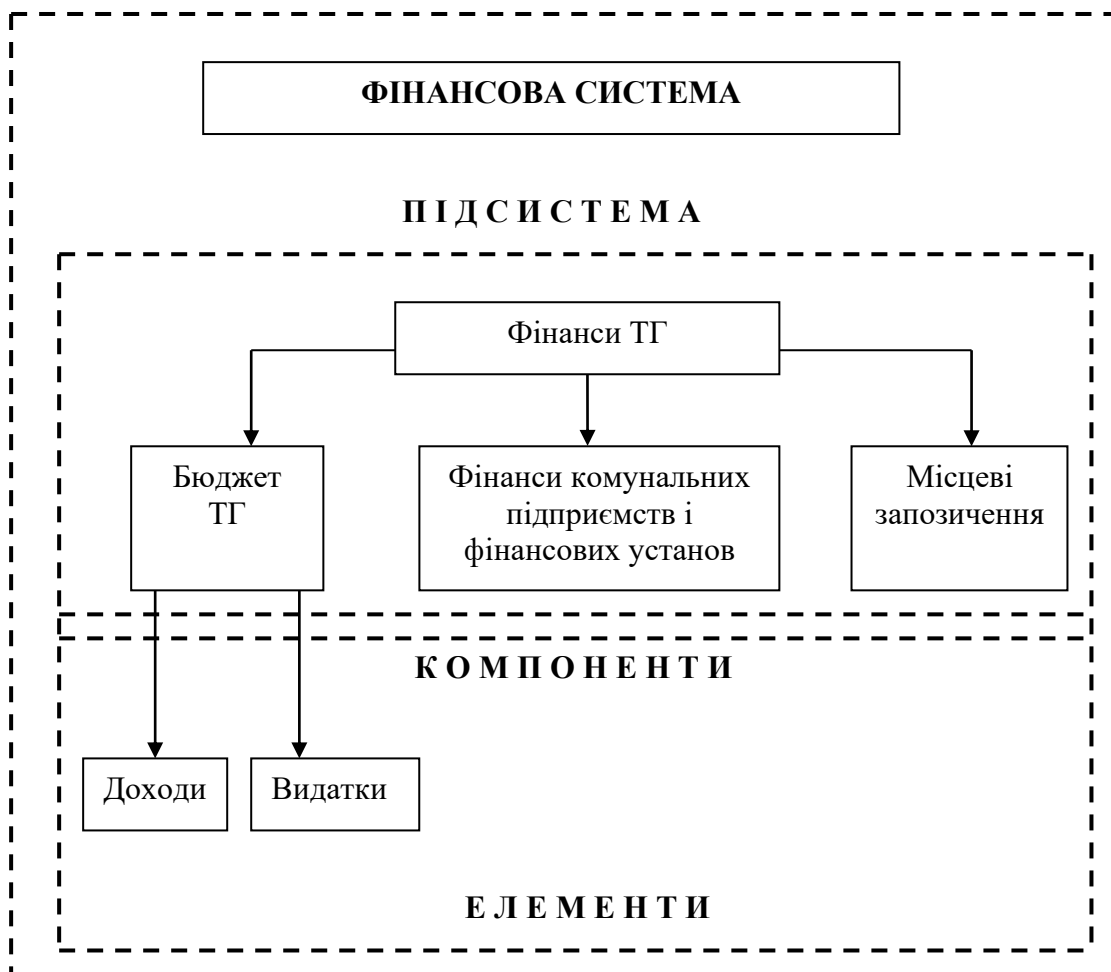 ФІНАНСОВА СИСТЕМА
П І Д С И С Т Е М А
Фінанси ТГ
Бюджет
ТГ
Фінанси комунальних
підприємств і
фінансових установ
Місцеві
запозичення
К О М П О Н Е Н Т И
Доходи
Видатки
Е Л Е М Е Н Т И